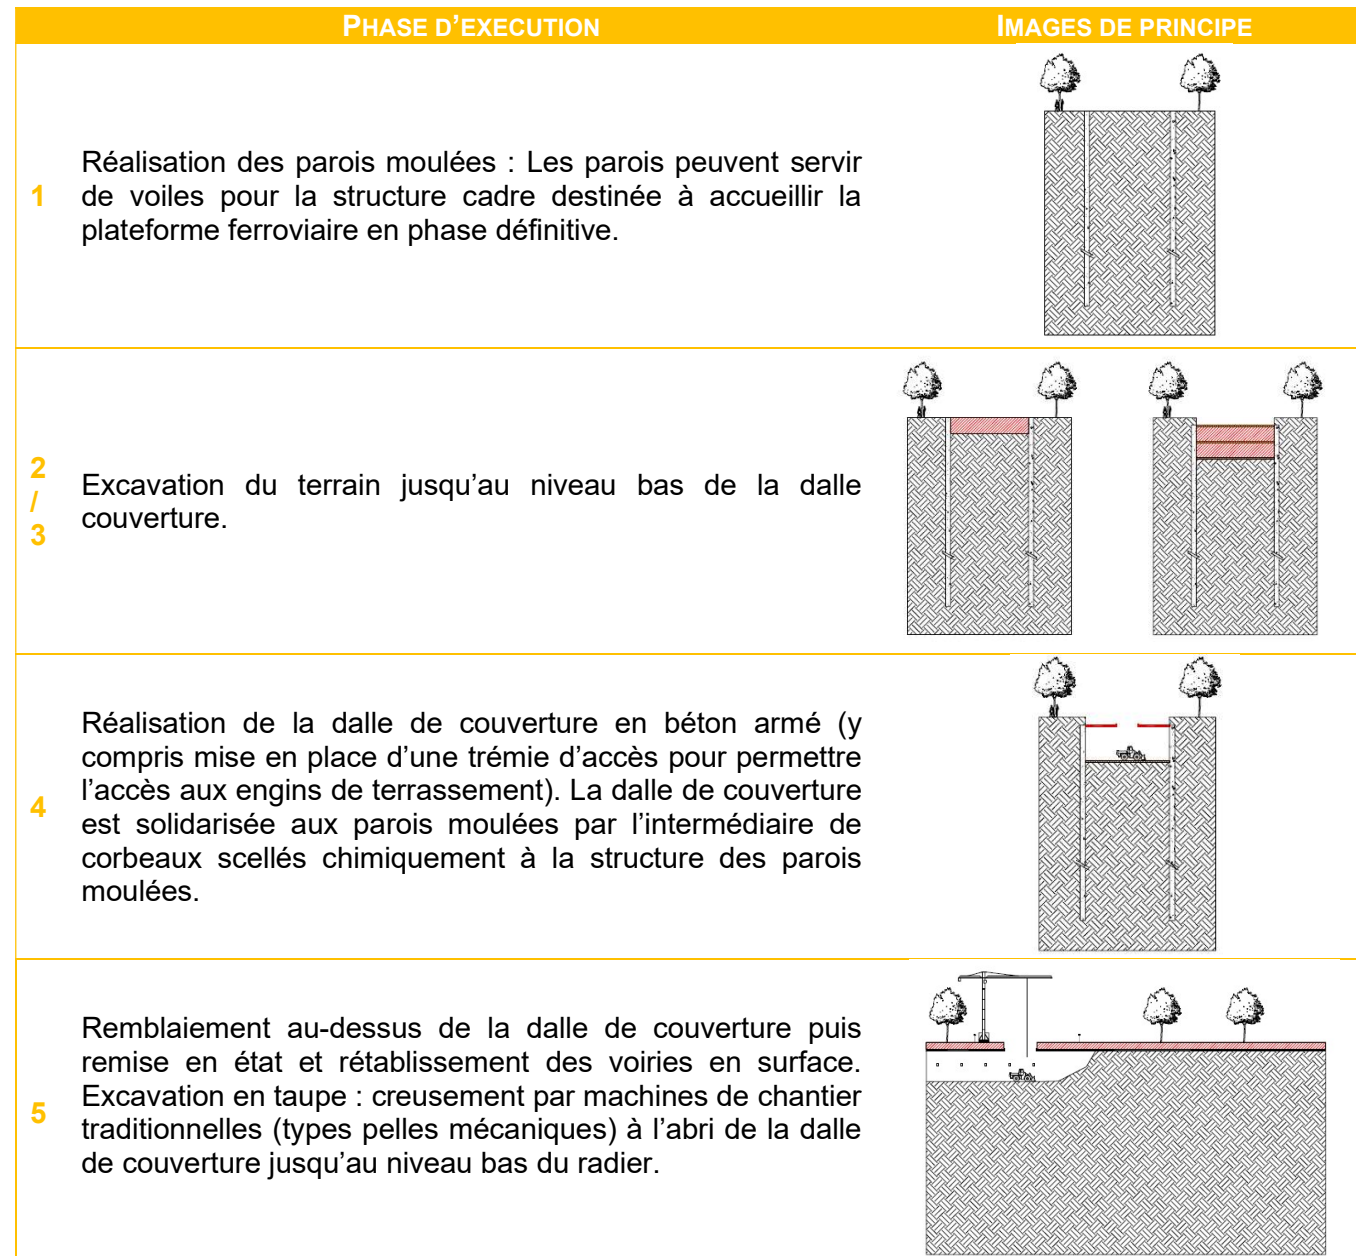 PHASE D’EXECUTION
IMAGES DE PRINCIPE
1
Réalisation des parois moulées : Les parois peuvent servir
de voiles pour la structure cadre destinée à accueillir la
plateforme ferroviaire en phase définitive.
2
/
3
Excavation du terrain jusqu’au niveau bas de la dalle
couverture.
4
Réalisation de la dalle de couverture en béton armé (y
compris mise en place d’une trémie d’accès pour permettre
l’accès aux engins de terrassement). La dalle de couverture
est solidarisée aux parois moulées par l’intermédiaire de
corbeaux scellés chimiquement à la structure des parois
moulées.
5
Remblaiement au-dessus de la dalle de couverture puis
remise en état et rétablissement des voiries en surface.
Excavation en taupe : creusement par machines de chantier
traditionnelles (types pelles mécaniques) à l’abri de la dalle
de couverture jusqu’au niveau bas du radier.